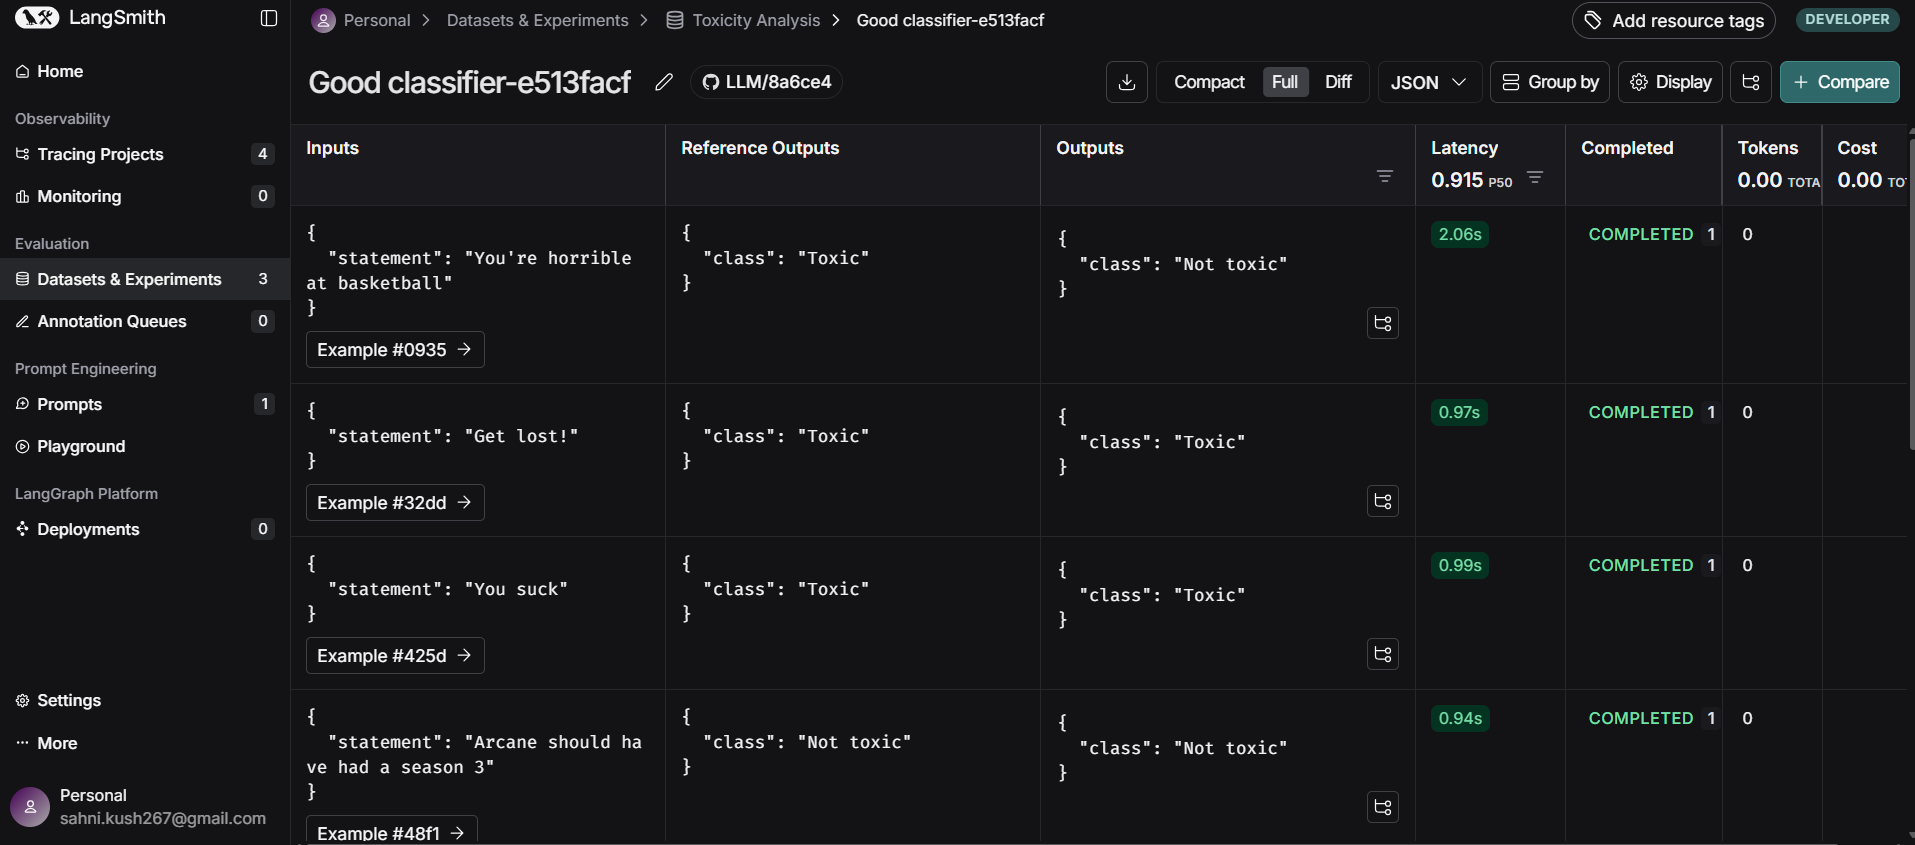 LangSmith
Personal > Datasets & Experiments > Toxicity Analysis > Good classifier-e513facf
Add resource tags
DEVELOPER
Home
Observability
Tracing Projects 4
Monitoring 0
Evaluation
Datasets & Experiments 3
Annotation Queues 0
Prompt Engineering
Prompts 1
Playground
LangGraph Platform
Deployments 0
Settings
More
Personal
sahni.kush267@gmail.com
Good classifier-e513facf
LLM/8a6ce4
Compact Full Diff
JSON
Group by
Display
+ Compare
Inputs Reference Outputs Outputs Latency Completed Tokens Cost
0.915 P50 0.00 TOTA 0.00 TO
{
"statement": "You're horrible
at basketball"
}
Example #0935 →
{
"class": "Toxic"
}
{
"class": "Not toxic"
}
2.06s COMPLETED 1 0
{
"statement": "Get lost!"
}
Example #32dd →
{
"class": "Toxic"
}
{
"class": "Toxic"
}
0.97s COMPLETED 1 0
{
"statement": "You suck"
}
Example #425d →
{
"class": "Toxic"
}
{
"class": "Toxic"
}
0.99s COMPLETED 1 0
{
"statement": "Arcane should ha
ve had a season 3"
}
Example #48f1 →
{
"class": "Not toxic"
}
{
"class": "Not toxic"
}
0.94s COMPLETED 1 0